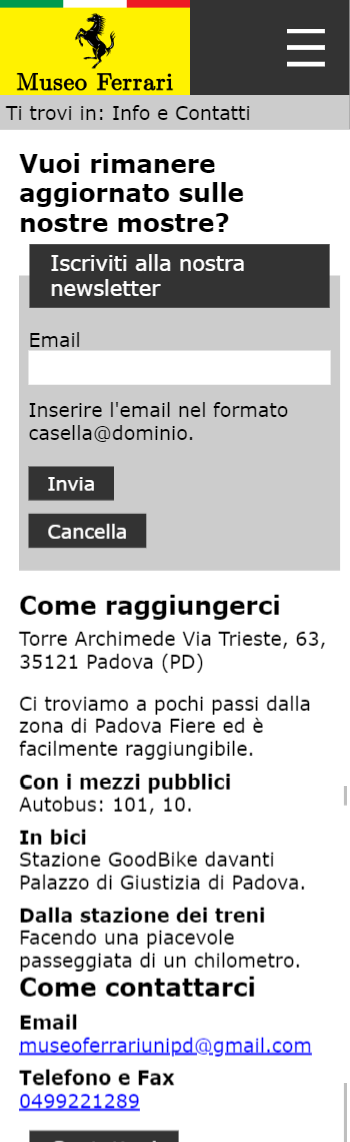 Museo Ferrari
Ti trovi in: Info e Contatti
Vuoi rimanere
aggiornato sulle
nostre mostre?
Iscriviti alla nostra
newsletter
Email
Inserire l'email nel formato
casella@dominio.
Invia
Cancella
Come raggiungerci
Torre Archimede Via Trieste, 63,
35121 Padova (PD)
Ci troviamo a pochi passi dalla
zona di Padova Fiere ed è
facilmente raggiungibile.
Con i mezzi pubblici
Autobus: 101, 10.
In bici
Stazione GoodBike davanti
Palazzo di Giustizia di Padova.
Dalla stazione dei treni
Facendo una piacevole
passeggiata di un chilometro.
Come contattarci
Email
museoferrariunipd@gmail.com
Telefono e Fax
0499221289